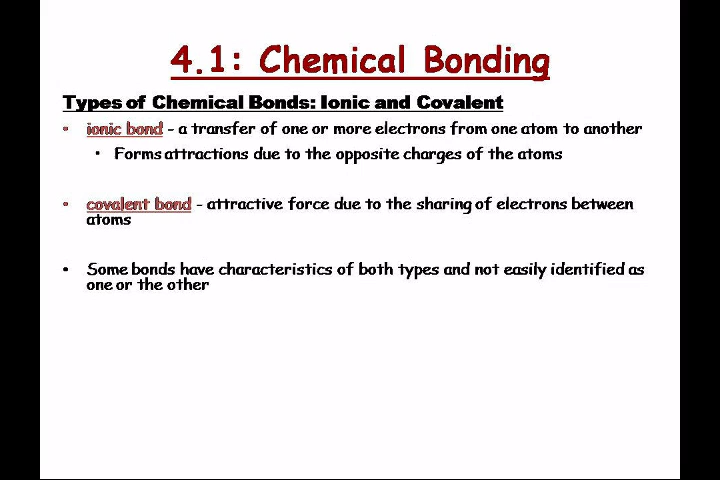 4.1: Chemical Bonding
Types of Chemical Bonds: Ionic and Covalent
• ionic bond - a transfer of one or more electrons from one atom to another
• Forms attractions due to the opposite charges of the atoms
• covalent bond - attractive force due to the sharing of electrons between
atoms
• Some bonds have characteristics of both types and not easily identified as
one or the other